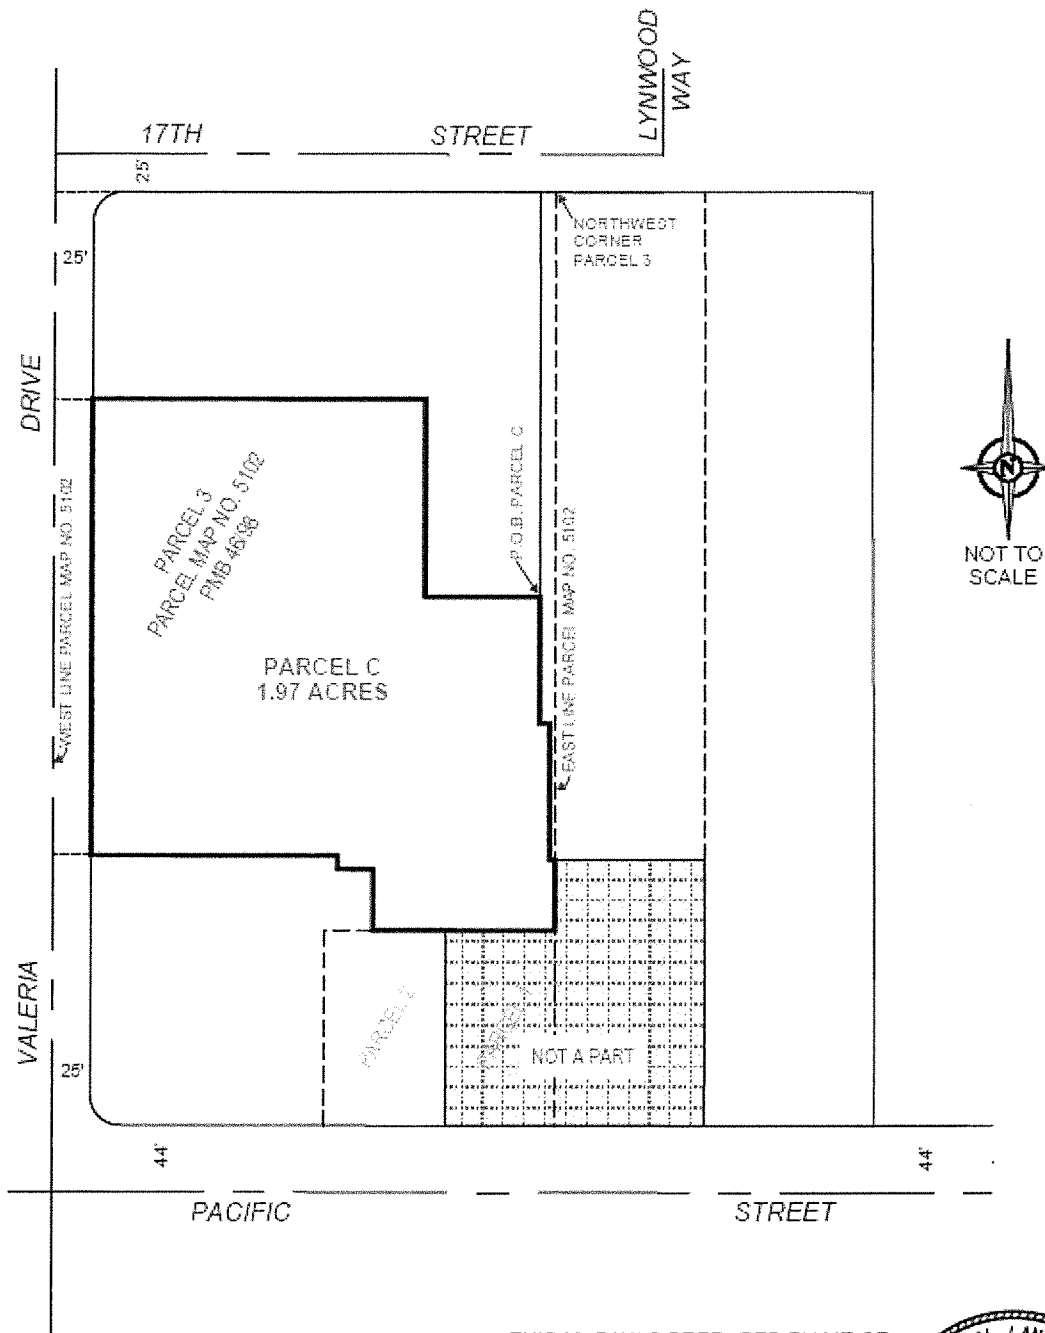 LYNWOOD
WAY
17TH STREET
25'
NORTHWEST
CORNER
PARCEL 3
25'
DRIVE
P.O.B. PARCEL C
PARCEL 3
PARCEL MAP NO. 5102
PMB 46/98
WEST LINE PARCEL MAP NO. 5102
EAST LINE PARCEL MAP NO. 5102
N
NOT TO
SCALE
PARCEL C
1.97 ACRES
VALERIA
PARCEL 2
NOT A PART
25'
44'
44'
PACIFIC STREET